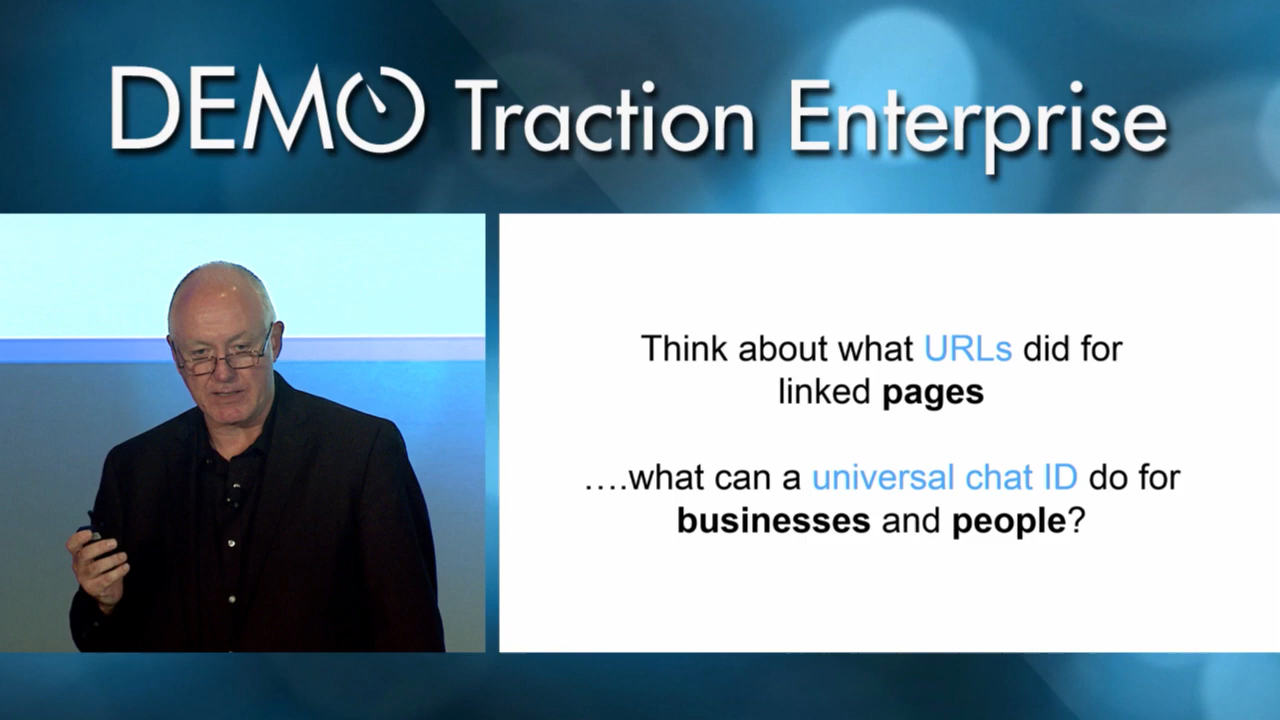 DEMO Traction Enterprise
Think about what URLs did for
linked pages
….what can a universal chat ID do for
businesses and people?